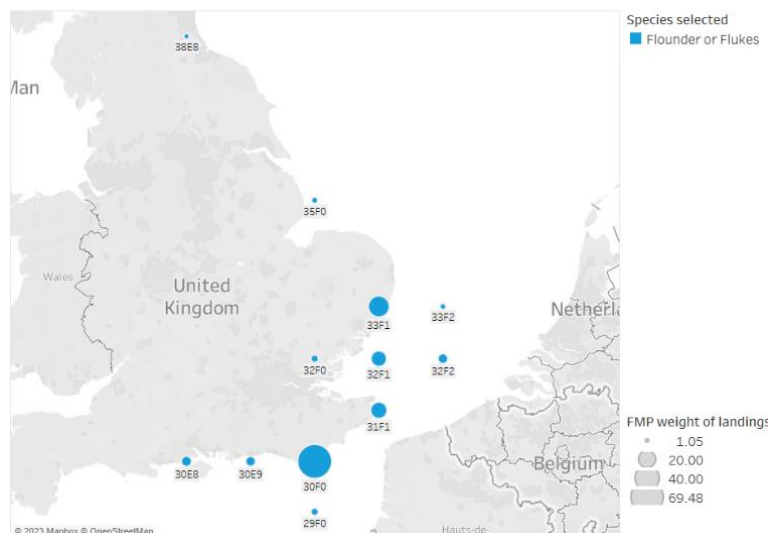 Species selected
Flounder or Flukes
38E8
Man
35F0
Wales
United
Kingdom
33F1
33F2
Netherla
32F0
32F1
32F2
31F1
FMP weight of landings
1.05
30E8
30E9
30F0
Belgium
20.00
40.00
69.48
29F0
© 2023 Mapbox © OpenStreetMap
Hauts-de-